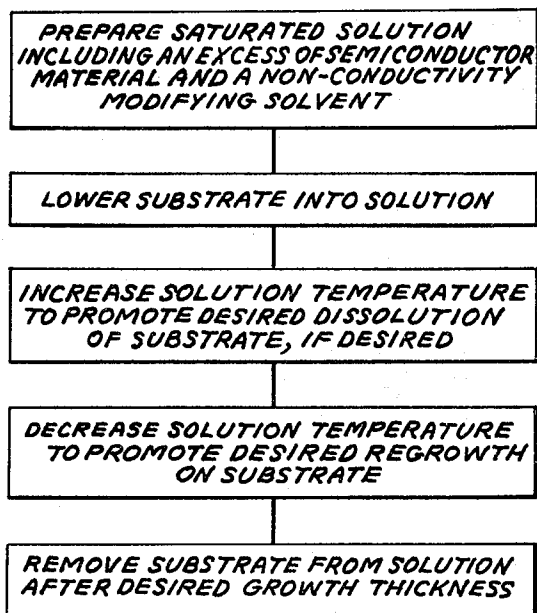 PREPARE SATURATED SOLUTION
INCLUDING AN EXCESS OF SEMICONDUCTOR
MATERIAL AND A NON-CONDUCTIVITY
MODIFYING SOLVENT
LOWER SUBSTRATE INTO SOLUTION
INCREASE SOLUTION TEMPERATURE
TO PROMOTE DESIRED DISSOLUTION
OF SUBSTRATE, IF DESIRED
DECREASE SOLUTION TEMPERATURE
TO PROMOTE DESIRED REGROWTH
ON SUBSTRATE
REMOVE SUBSTRATE FROM SOLUTION
AFTER DESIRED GROWTH THICKNESS